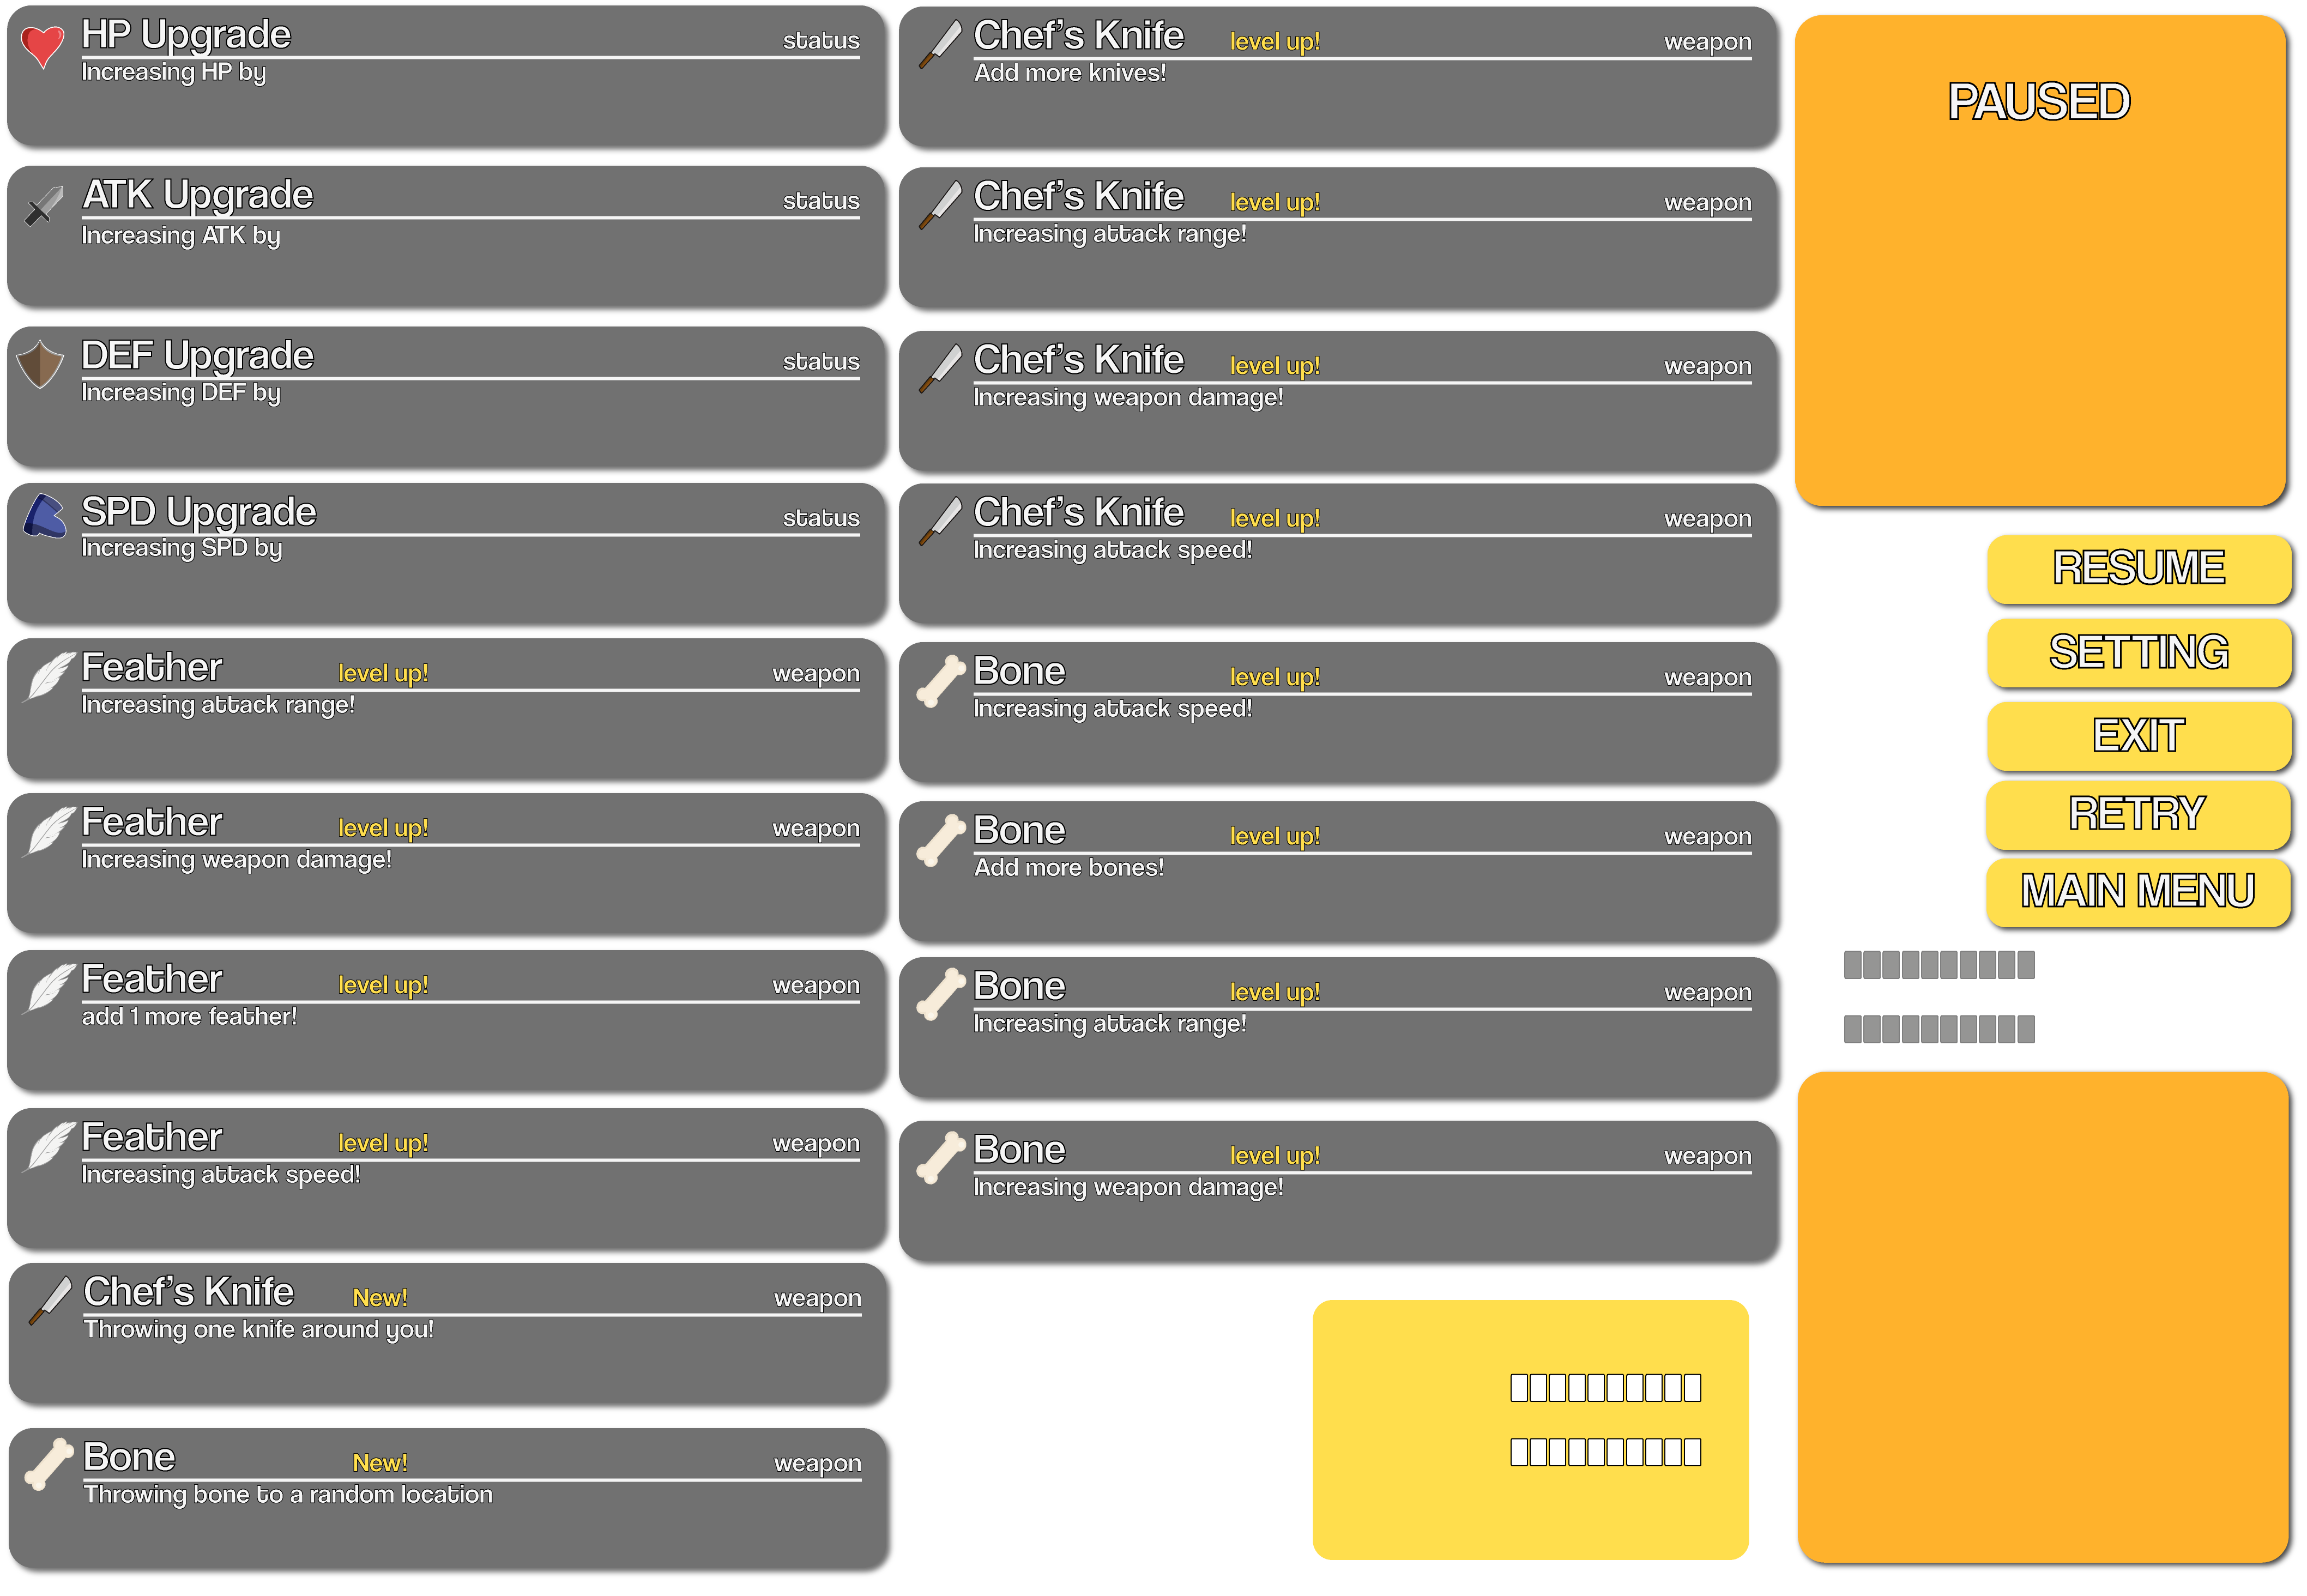 HP Upgrade status
Increasing HP by
ATK Upgrade status
Increasing ATK by
DEF Upgrade status
Increasing DEF by
SPD Upgrade status
Increasing SPD by
Feather level up! weapon
Increasing attack range!
Feather level up! weapon
Increasing weapon damage!
Feather level up! weapon
add 1 more feather!
Feather level up! weapon
Increasing attack speed!
Chef's Knife New! weapon
Throwing one knife around you!
Bone New! weapon
Throwing bone to a random location
Chef's Knife level up! weapon
Add more knives!
Chef's Knife level up! weapon
Increasing attack range!
Chef's Knife level up! weapon
Increasing weapon damage!
Chef's Knife level up! weapon
Increasing attack speed!
Bone level up! weapon
Increasing attack speed!
Bone level up! weapon
Add more bones!
Bone level up! weapon
Increasing attack range!
Bone level up! weapon
Increasing weapon damage!
PAUSED
RESUME
SETTING
EXIT
RETRY
MAIN MENU